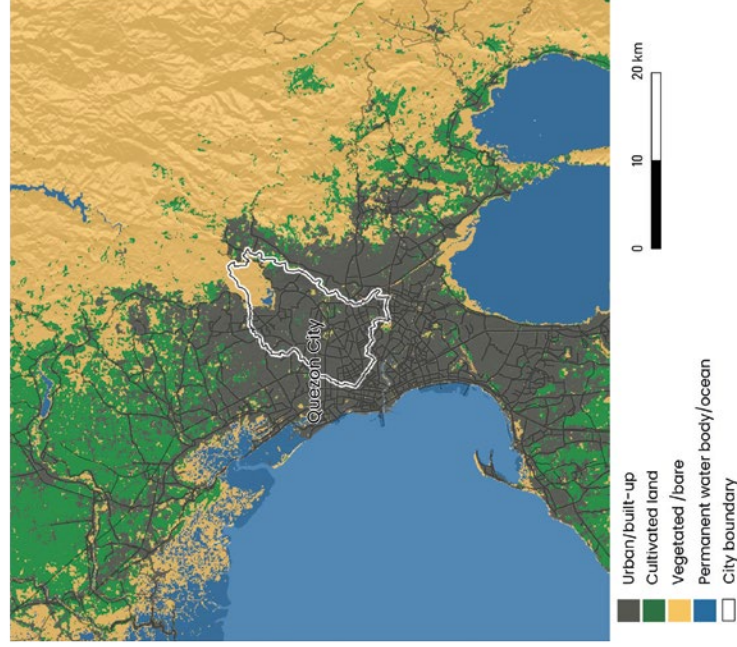 Quezon City
0 10 20 km
Urban/built-up
Cultivated land
Vegetated /bare
Permanent water body/ocean
City boundary